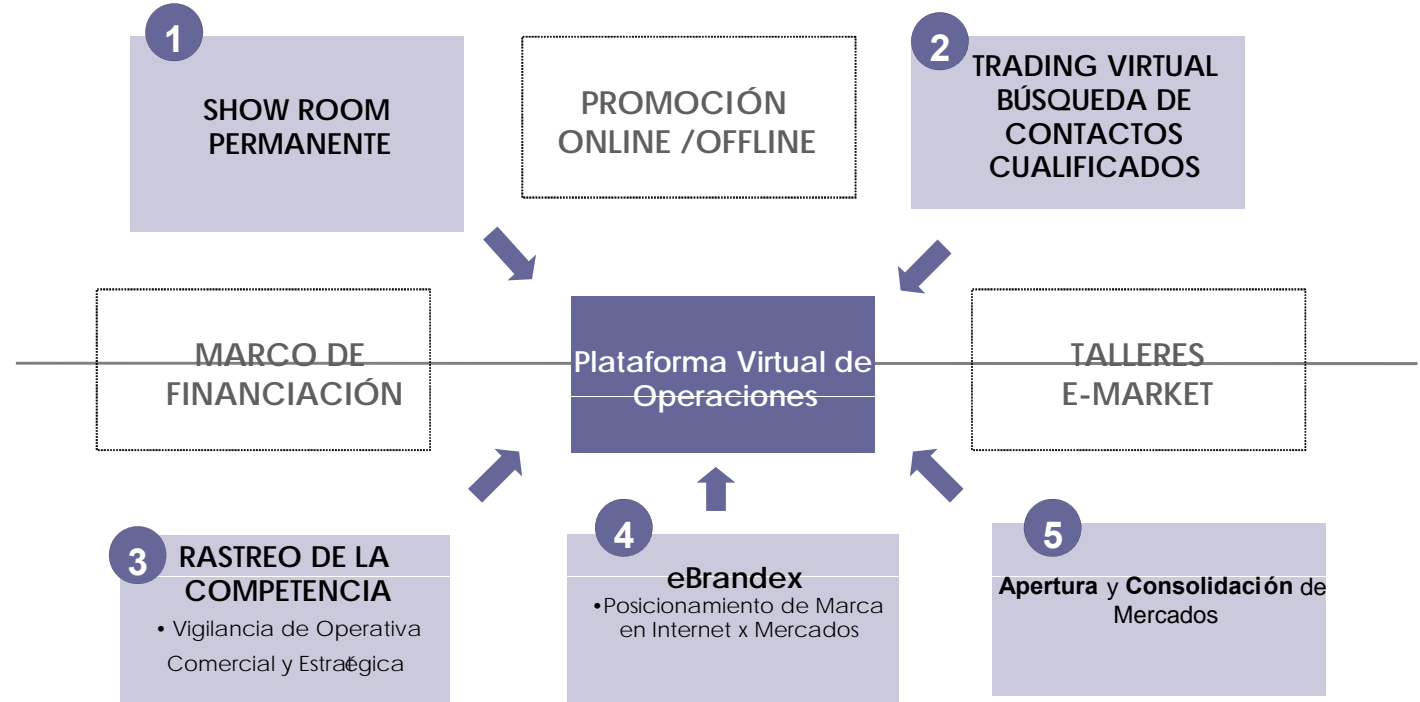 1
SHOW ROOM
PERMANENTE
PROMOCIÓN
ONLINE /OFFLINE
2
TRADING VIRTUAL
BÚSQUEDA DE
CONTACTOS
CUALIFICADOS
MARCO DE
FINANCIACIÓN
Plataforma Virtual de
Operaciones
TALLERES
E-MARKET
3
RASTREO DE LA
COMPETENCIA
• Vigilancia de Operativa
Comercial y Estratégica
4
eBrandex
•Posicionamiento de Marca
en Internet x Mercados
5
Apertura y Consolidación de
Mercados